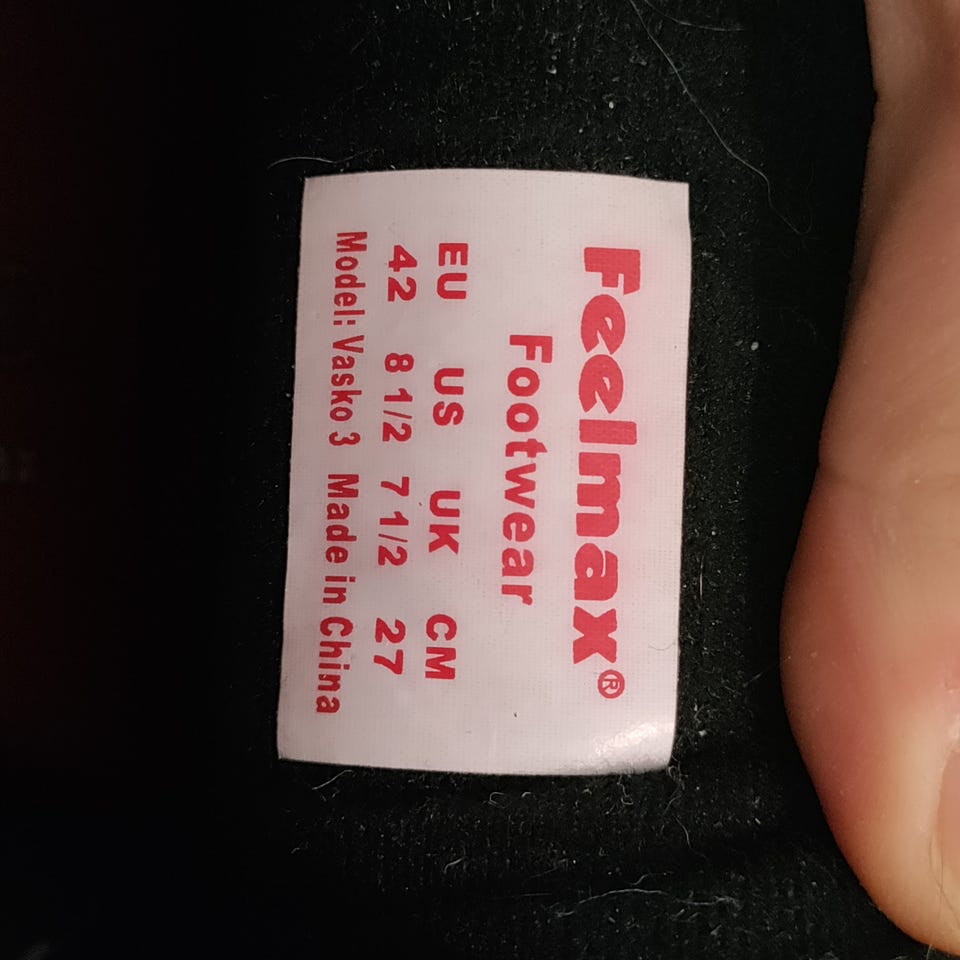 Feelmax®
Footwear
EU US UK CM
42 8 1/2 7 1/2 27
Model: Vasko 3 Made in China